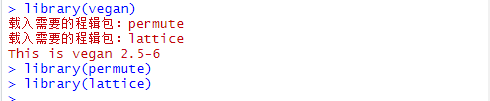 > library(vegan)
载入需要的程辑包：permute
载入需要的程辑包：lattice
This is vegan 2.5-6
> library(permute)
> library(lattice)
>